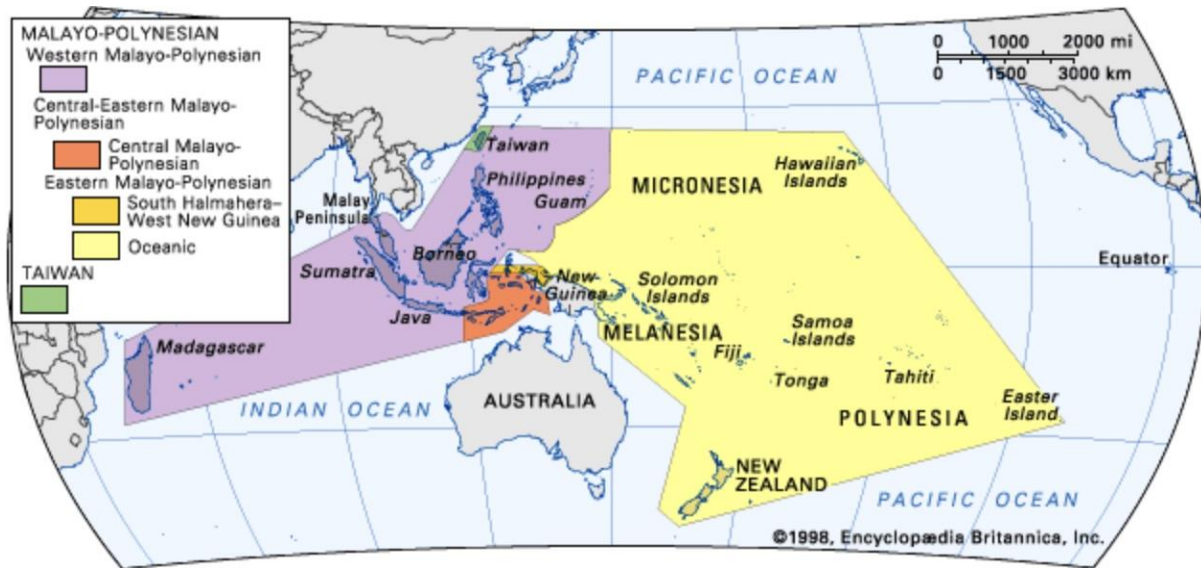 MALAYO-POLYNESIAN
Western Malayo-Polynesian
Central-Eastern Malayo-
Polynesian
Central Malayo-
Polynesian
Eastern Malayo-Polynesian
South Halmahera–
West New Guinea
Oceanic
TAIWAN
0 1000 2000 mi
0 1500 3000 km
PACIFIC OCEAN
Taiwan
Philippines
Guam
MICRONESIA
Hawaiian
Islands
Malay
Peninsula
Borneo
Sumatra
Java
New
Guinea
Solomon
Islands
MELANESIA
Equator
Samoa
Islands
Fiji
Tonga
Tahiti
Easter
Island
POLYNESIA
Madagascar
INDIAN OCEAN
AUSTRALIA
NEW
ZEALAND
PACIFIC OCEAN
©1998, Encyclopædia Britannica, Inc.